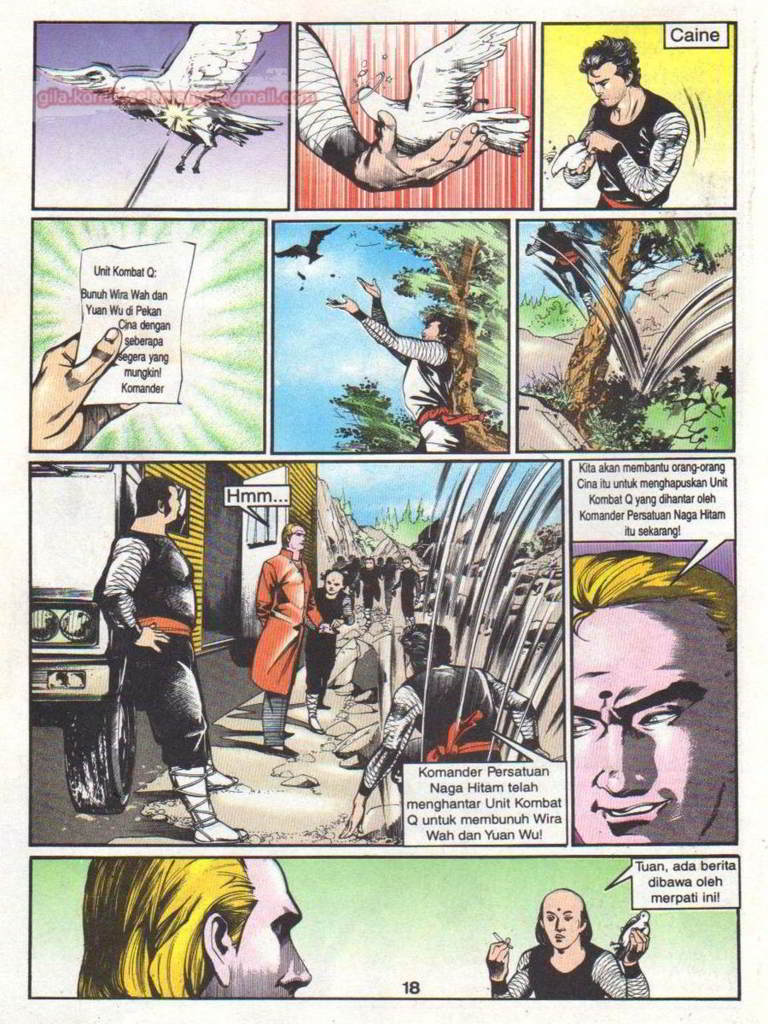 Caine
Unit Kombat Q:
Bunuh Wira Wah dan
Yuan Wu di Pekan
Cina dengan
seberapa
segera yang
mungkin!
Komander
Hmm...
Komander Persatuan
Naga Hitam telah
menghantar Unit Kombat
Q untuk membunuh Wira
Wah dan Yuan Wu!
Kita akan membantu orang-orang
Cina itu untuk menghapuskan Unit
Kombat Q yang dihantar oleh
Komander Persatuan Naga Hitam
itu sekarang!
Tuan, ada berita
dibawa oleh
merpati ini!
18